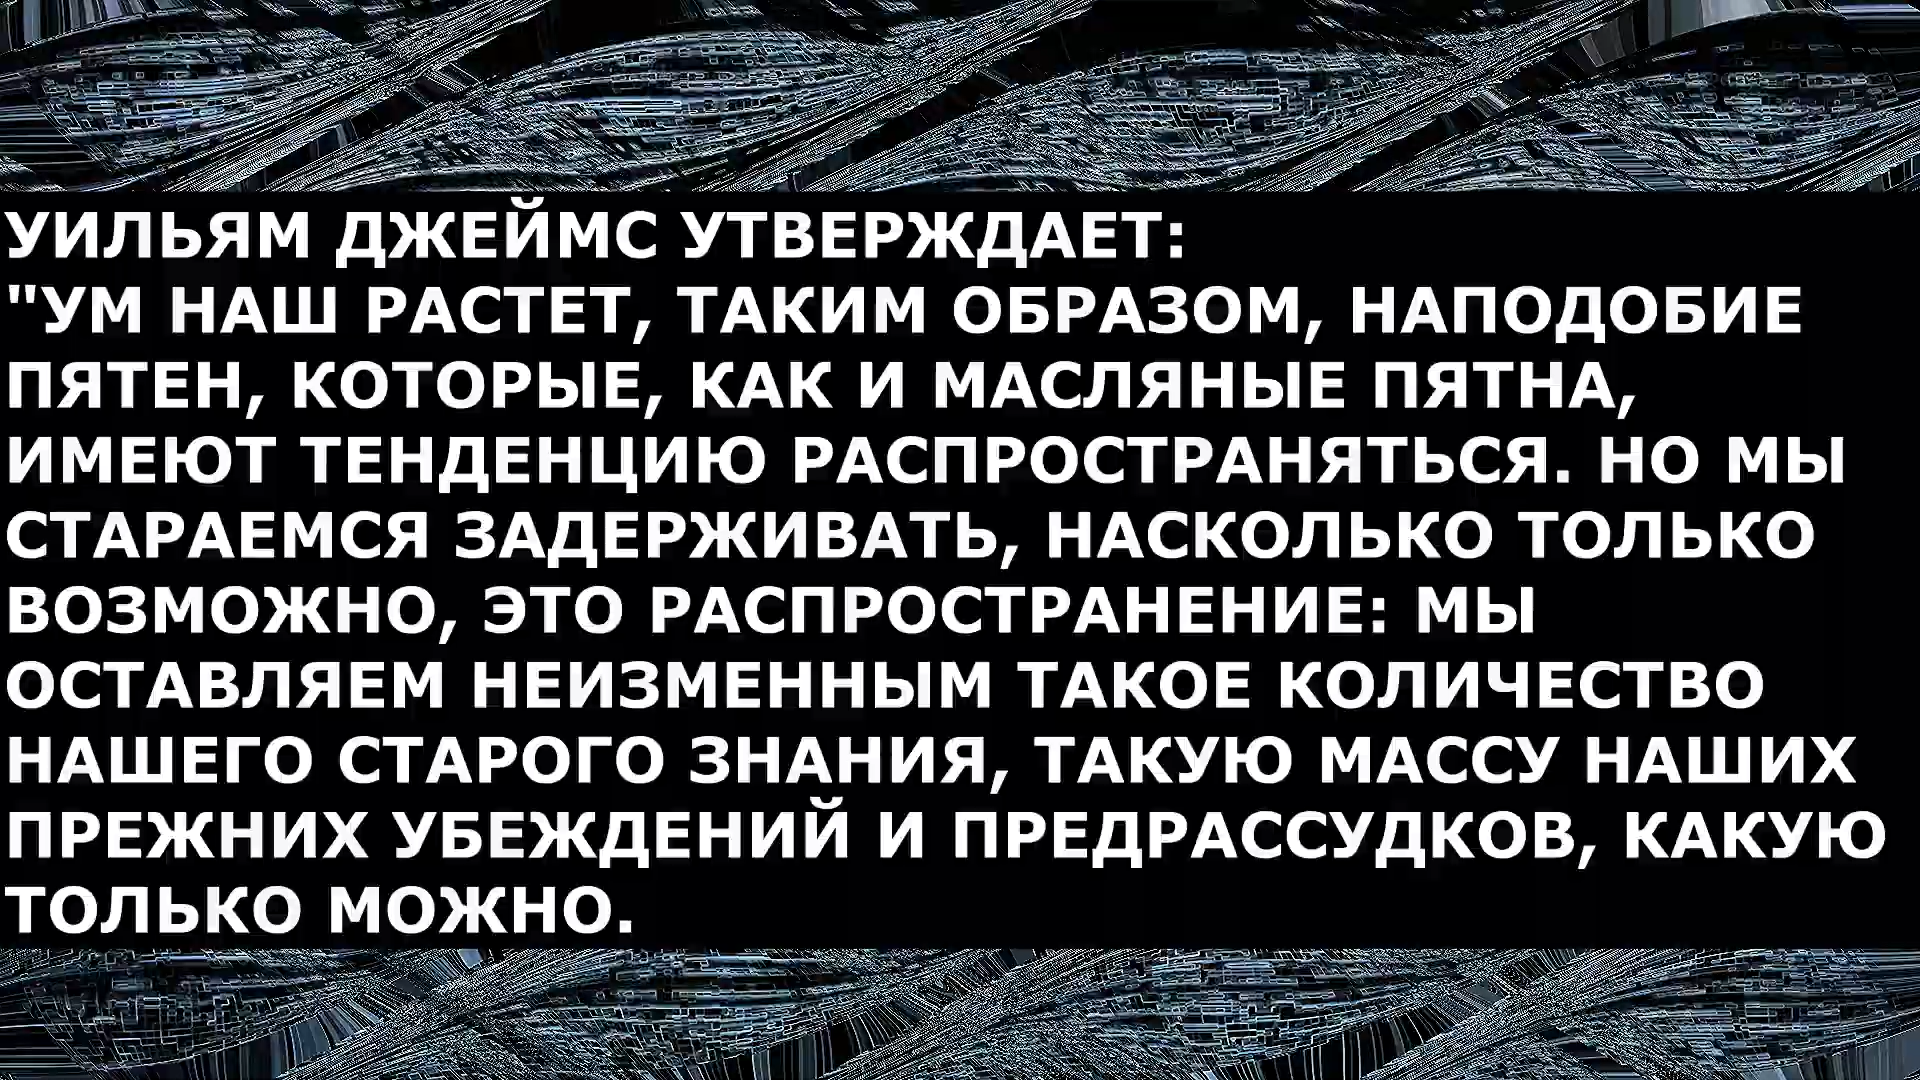 УИЛЬЯМ ДЖЕЙМС УТВЕРЖДАЕТ:
"УМ НАШ РАСТЕТ, ТАКИМ ОБРАЗОМ, НАПОДОБИЕ
ПЯТЕН, КОТОРЫЕ, КАК И МАСЛЯНЫЕ ПЯТНА,
ИМЕЮТ ТЕНДЕНЦИЮ РАСПРОСТРАНЯТЬСЯ. НО МЫ
СТАРАЕМСЯ ЗАДЕРЖИВАТЬ, НАСКОЛЬКО ТОЛЬКО
ВОЗМОЖНО, ЭТО РАСПРОСТРАНЕНИЕ: МЫ
ОСТАВЛЯЕМ НЕИЗМЕННЫМ ТАКОЕ КОЛИЧЕСТВО
НАШЕГО СТАРОГО ЗНАНИЯ, ТАКУЮ МАССУ НАШИХ
ПРЕЖНИХ УБЕЖДЕНИЙ И ПРЕДРАССУДКОВ, КАКУЮ
ТОЛЬКО МОЖНО.